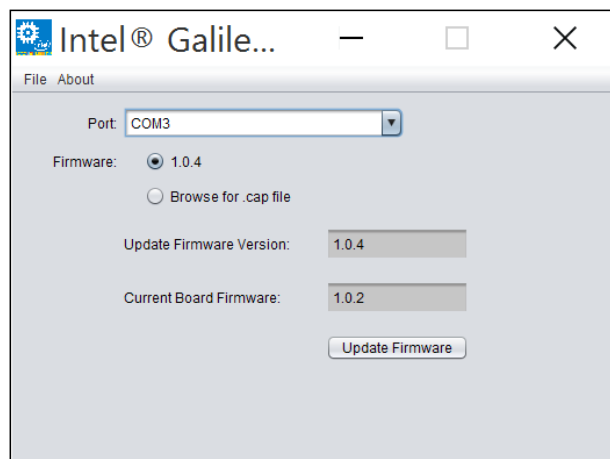 Intel® Galile...
File About
Port: COM3
Firmware: 1.0.4
Browse for .cap file
Update Firmware Version: 1.0.4
Current Board Firmware: 1.0.2
Update Firmware